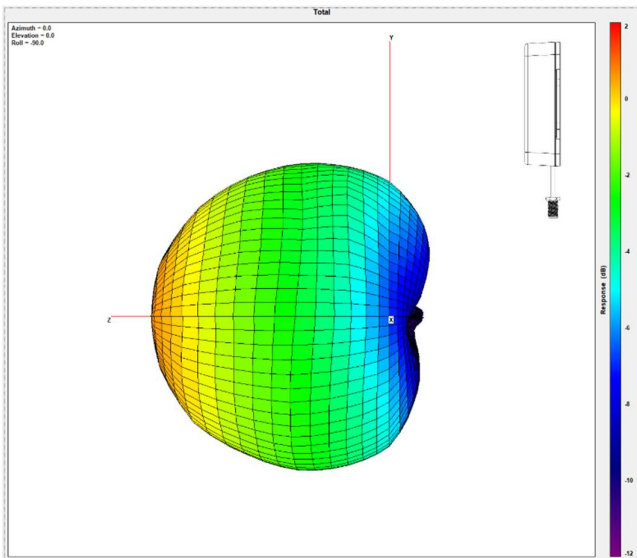 Total
Azimuth = 0.0
Elevation = 0.0
Roll = -90.0
Y
Z
X
2
0
-2
-4
-6
-8
-10
-12
Response (dB)